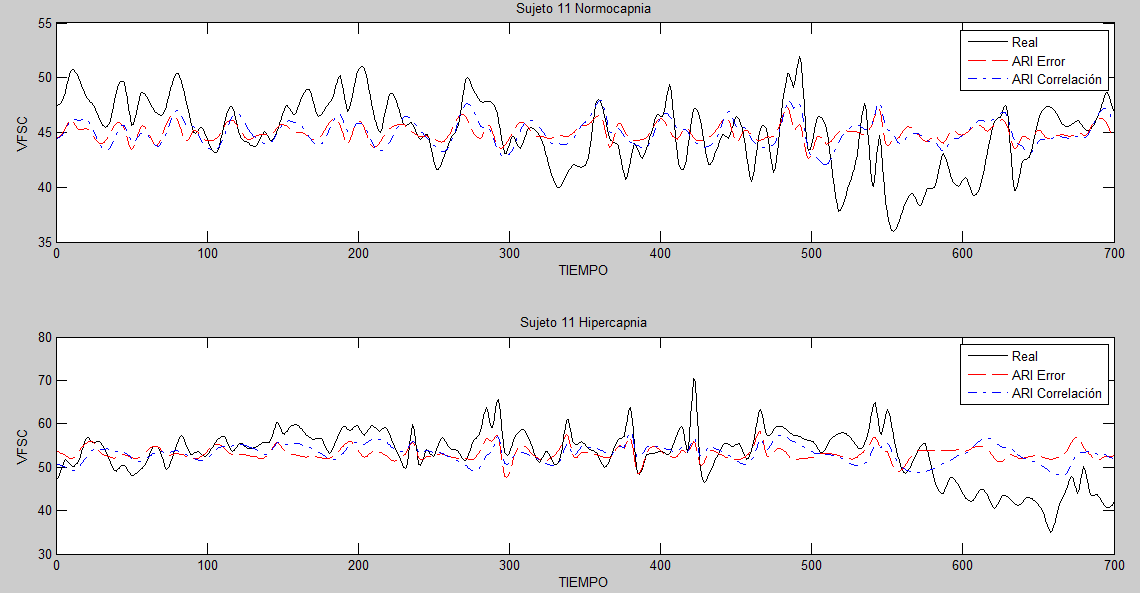 Sujeto 11 Normocapnia
55
50
45
40
35
VFSC
Real
ARI Error
ARI Correlación
0 100 200 300 400 500 600 700
TIEMPO
Sujeto 11 Hipercapnia
80
70
60
50
40
30
VFSC
Real
ARI Error
ARI Correlación
0 100 200 300 400 500 600 700
TIEMPO